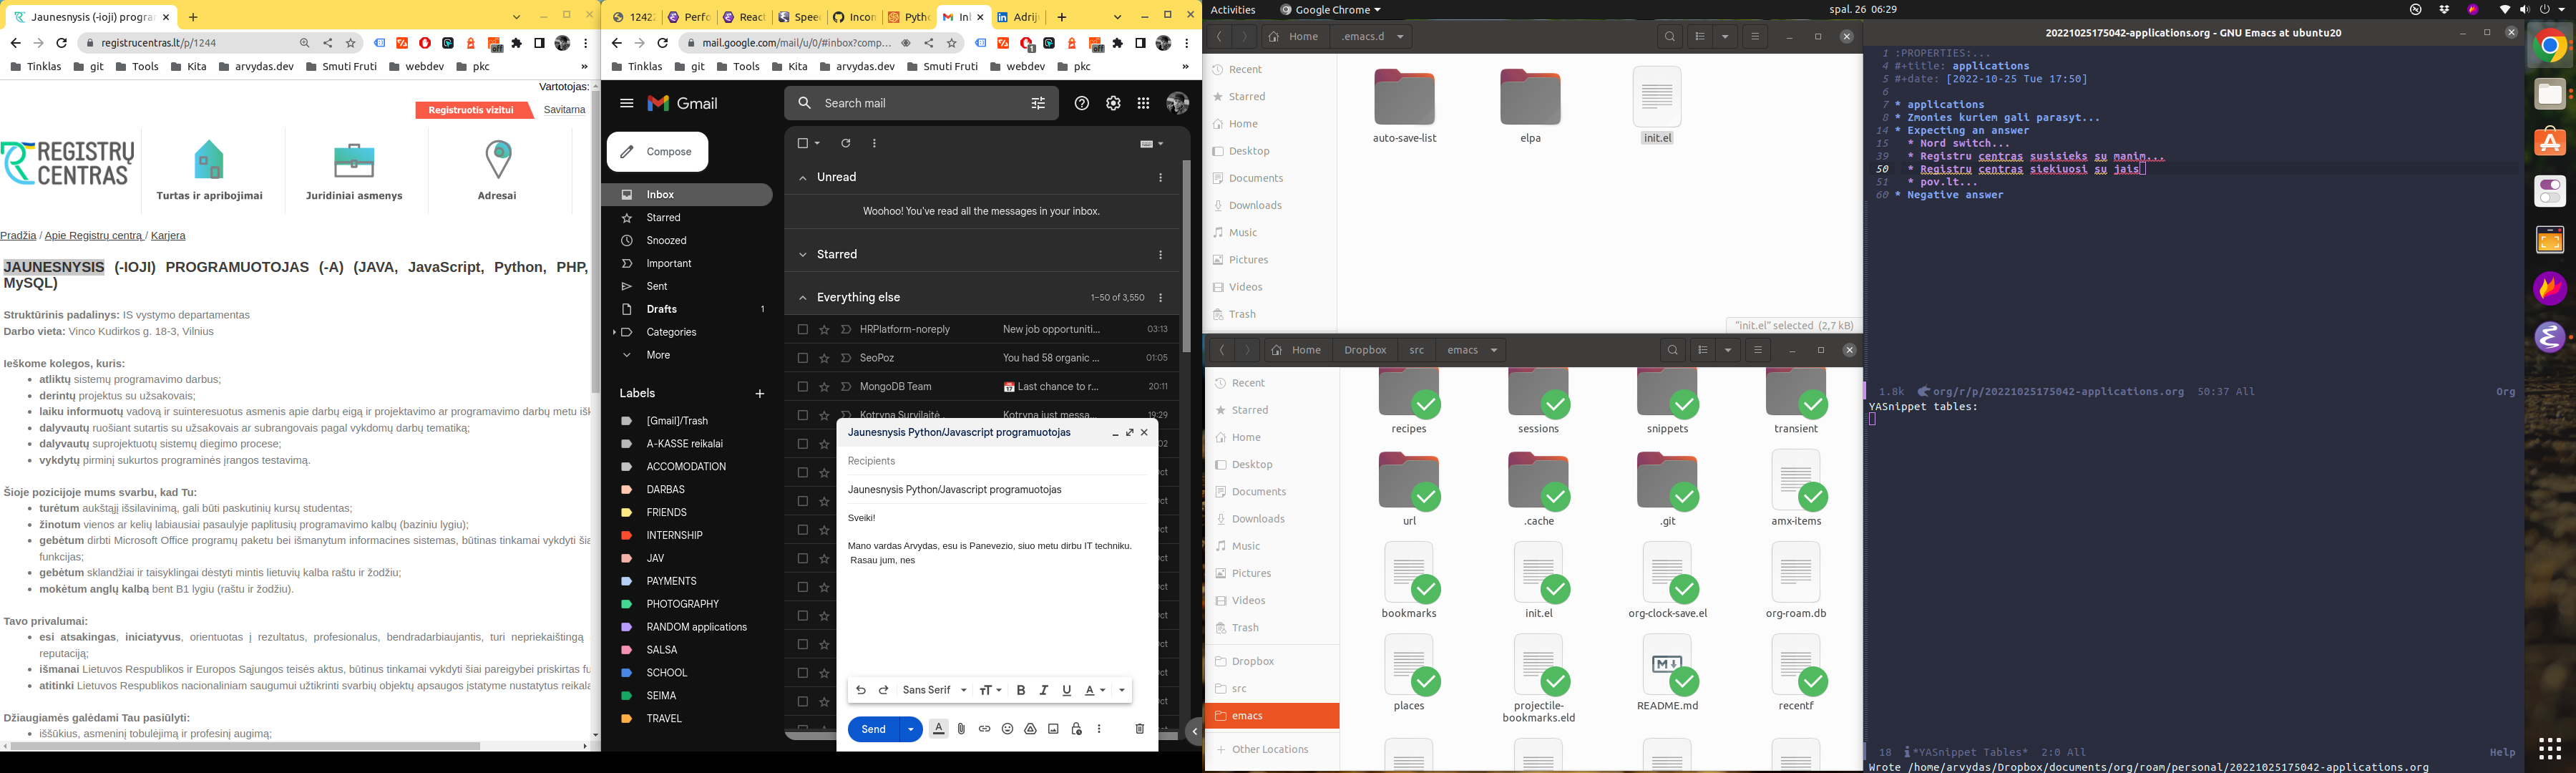 Jaunesnysis (-ioji) progra
registrucentras.lt/p/1244
Tinklas
git
Tools
Kita
arvydas.dev
Smuti Fruti
webdev
pkc
»
Vartotojas:
Registruotis vizitui
Savitarna
REGISTRŲ
CENTRAS
Turtas ir apribojimai
Juridiniai asmenys
Adresai
Pradžia / Apie Registrų centrą / Karjera
JAUNESNYSIS (-IOJI) PROGRAMUOTOJAS (-A) (JAVA, JavaScript, Python, PHP,
MySQL)
Struktūrinis padalinys: IS vystymo departamentas
Darbo vieta: Vinco Kudirkos g. 18-3, Vilnius
Ieškome kolegos, kuris:
• atliktų sistemų programavimo darbus;
• derintų projektus su užsakovais;
• laiku informuotų vadovą ir suinteresuotus asmenis apie darbų eigą ir projektavimo ar programavimo darbų metu išk
• dalyvautų ruošiant sutartis su užsakovais ar subrangovais pagal vykdomų darbų tematiką;
• dalyvautų suprojektuotų sistemų diegimo procese;
• vykdytų pirminį sukurtos programinės įrangos testavimą.
Šioje pozicijoje mums svarbu, kad Tu:
• turėtum aukštąjį išsilavinimą, gali būti paskutinių kursų studentas;
• žinotum vienos ar kelių labiausiai pasaulyje paplitusių programavimo kalbų (baziniu lygiu);
• gebėtum dirbti Microsoft Office programų paketu bei išmanytum informacines sistemas, būtinas tinkamai vykdyti šia
funkcijas;
• gebėtum sklandžiai ir taisyklingai dėstyti mintis lietuvių kalba raštu ir žodžiu;
• mokėtum anglų kalbą bent B1 lygiu (raštu ir žodžiu).
Tavo privalumai:
• esi atsakingas, iniciatyvus, orientuotas į rezultatus, profesionalus, bendradarbiaujantis, turi nepriekaištingą
reputaciją;
• išmanai Lietuvos Respublikos ir Europos Sąjungos teisės aktus, būtinus tinkamai vykdyti šiai pareigybei priskirtas fu
• atitinki Lietuvos Respublikos nacionaliniam saugumui užtikrinti svarbių objektų apsaugos įstatyme nustatytus reikala
Džiaugiamės galėdami Tau pasiūlyti:
• iššūkius, asmeninį tobulėjimą ir profesinį augimą;
Perfo
React
Speed
Incon
Pytho
Inl
Adrij
mail.google.com/mail/u/0/#inbox?comp...
Tinklas
git
Tools
Kita
arvydas.dev
Smuti Fruti
webdev
pkc
»
Gmail
Search mail
Compose
Inbox
Starred
Snoozed
Important
Sent
Drafts 1
Categories
More
Labels
[Gmail]/Trash
A-KASSE reikalai
ACCOMODATION
DARBAS
FRIENDS
INTERNSHIP
JAV
PAYMENTS
PHOTOGRAPHY
RANDOM applications
SALSA
SCHOOL
SEIMA
TRAVEL
Unread
Woohoo! You've read all the messages in your inbox.
Starred
Everything else 1–50 of 3,550
HRPlatform-noreply New job opportuniti... 03:13
SeoPoz You had 58 organic ... 01:05
MongoDB Team Last chance to r... 20:11
Kotryna Survilaitė . Kotryna just messa... 19:29
Jaunesnysis Python/Javascript programuotojas
Recipients
Jaunesnysis Python/Javascript programuotojas
Sveiki!
Mano vardas Arvydas, esu is Panevezio, siuo metu dirbu IT techniku.
Rasau jum, nes
Sans Serif
Send
Activities
Google Chrome
spal. 26 06:29
Home
.emacs.d
Recent
Starred
Home
Desktop
Documents
Downloads
Music
Pictures
Videos
Trash
auto-save-list
elpa
init.el
"init.el" selected (2,7 kB)
Home
Dropbox
src
emacs
Recent
Starred
Home
Desktop
Documents
Downloads
Music
Pictures
Videos
Trash
Dropbox
src
emacs
Other Locations
recipes
sessions
snippets
transient
url
.cache
.git
amx-items
bookmarks
init.el
org-clock-save.el
org-roam.db
places
projectile-
bookmarks.eld
README.md
recentf
20221025175042-applications.org - GNU Emacs at ubuntu20
1 :PROPERTIES:...
4 #+title: applications
5 #+date: [2022-10-25 Tue 17:50]
6
7 * applications
8 * Zmonies kuriem gali parasyt...
14 * Expecting an answer
15 * Nord switch...
39 * Registru centras susisieks su manim...
50 * Registru centras siekiuosi su jais
51 * pov.lt...
60 * Negative answer
1.8k org/r/p/20221025175042-applications.org 50:37 All Org
YASnippet tables:
18 *YASnippet Tables* 2:0 All Help
Wrote /home/arvydas/Dropbox/documents/org/roam/personal/20221025175042-applications.org